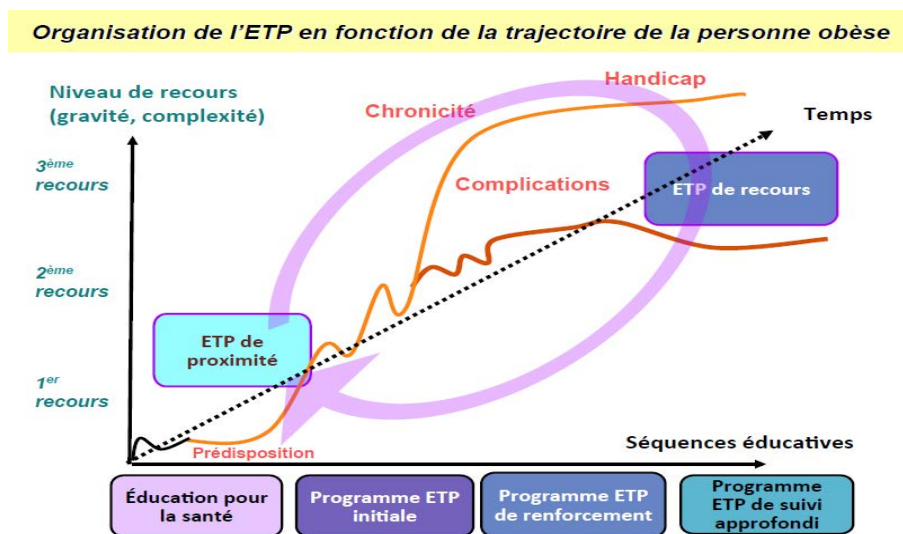 Organisation de l'ETP en fonction de la trajectoire de la personne obèse
Niveau de recours
(gravité, complexité)
Handicap
Chronicité
Temps
3ème
recours
Complications
ETP de recours
2ème
recours
ETP de
proximité
1er
recours
Prédisposition
Séquences éducatives
Éducation pour
la santé
Programme ETP
initiale
Programme ETP
de renforcement
Programme
ETP de suivi
approfondi